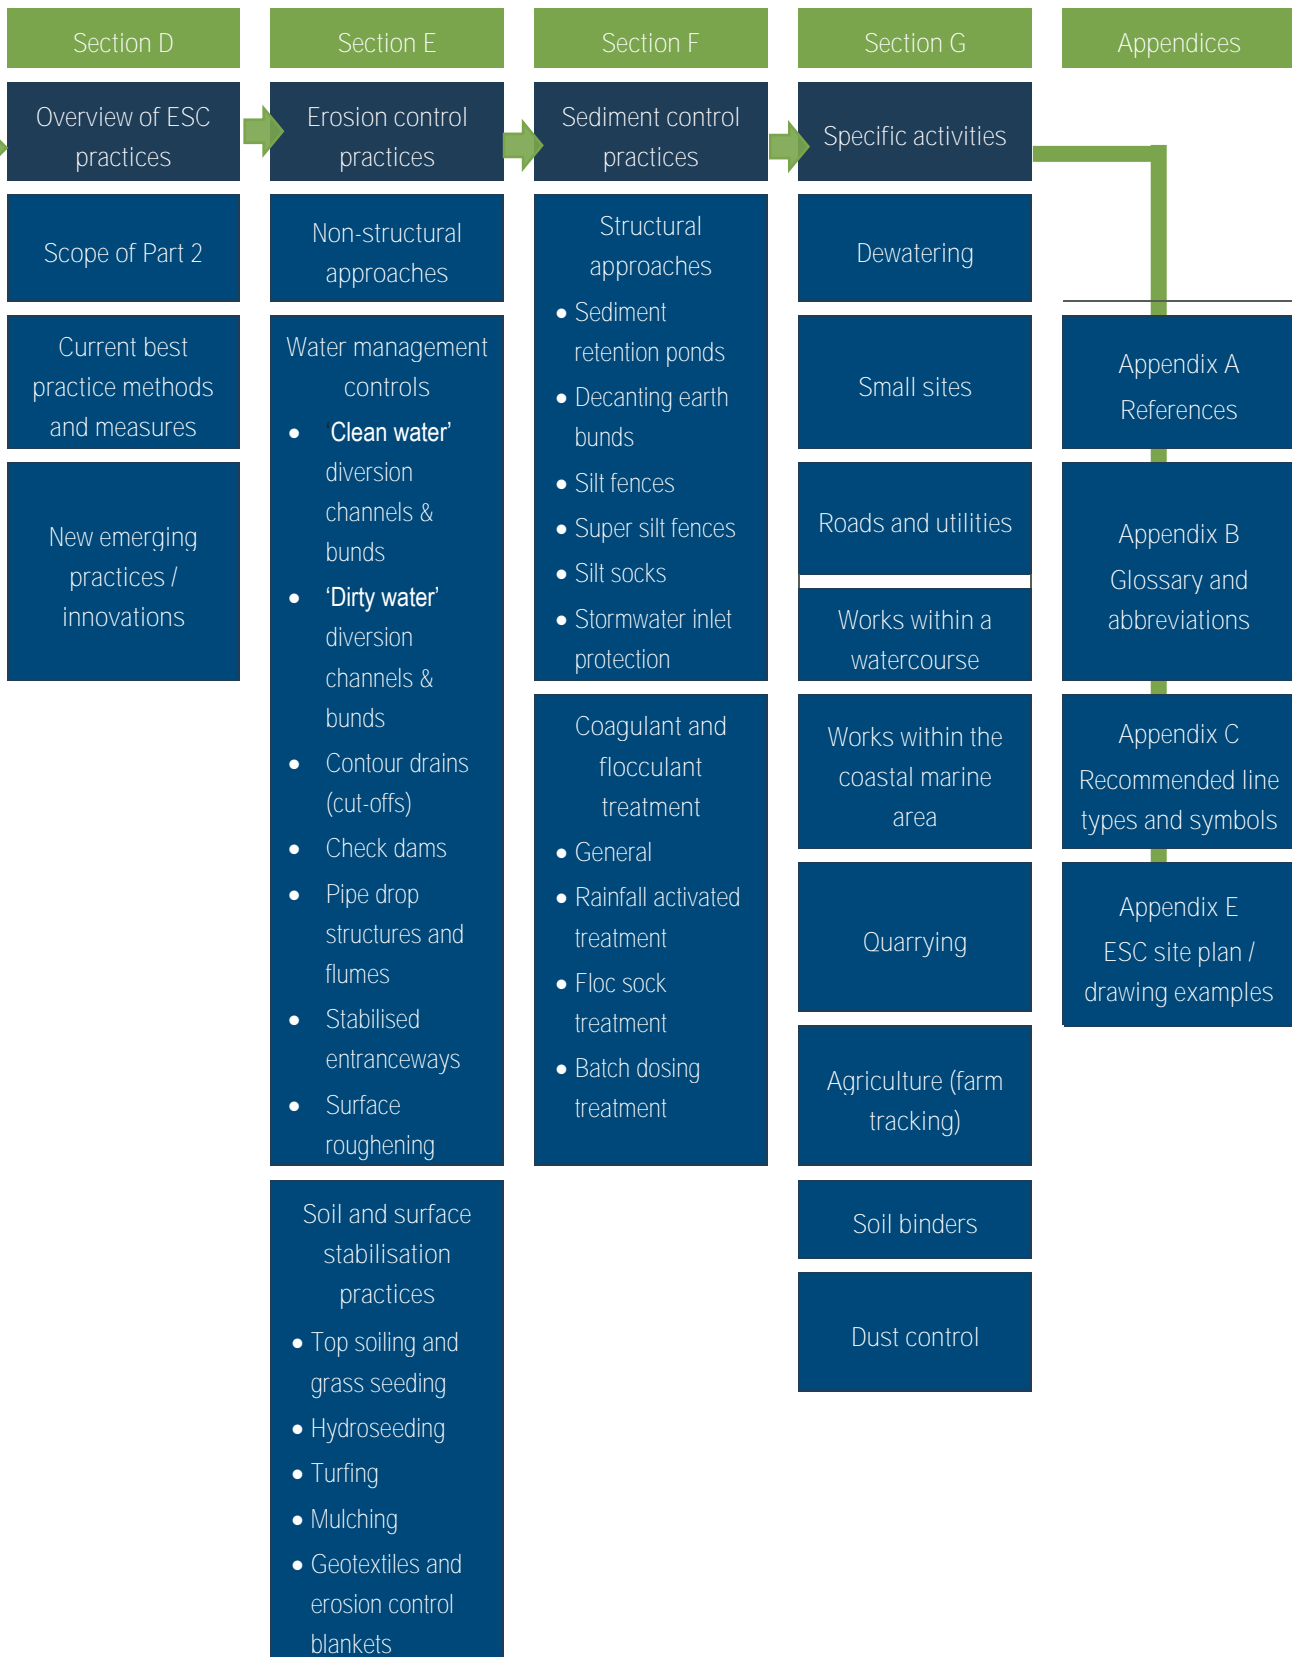 Section D
Overview of ESC
practices
Scope of Part 2
Current best
practice methods
and measures
New emerging
practices /
innovations
Section E
Erosion control
practices
Non-structural
approaches
Water management
controls
• ‘Clean water’
diversion
channels &
bunds
• ‘Dirty water’
diversion
channels &
bunds
• Contour drains
(cut-offs)
• Check dams
• Pipe drop
structures and
flumes
• Stabilised
entranceways
• Surface
roughening
Soil and surface
stabilisation
practices
• Top soiling and
grass seeding
• Hydroseeding
• Turfing
• Mulching
• Geotextiles and
erosion control
blankets
Section F
Sediment control
practices
Structural
approaches
• Sediment
retention ponds
• Decanting earth
bunds
• Silt fences
• Super silt fences
• Silt socks
• Stormwater inlet
protection
Coagulant and
flocculant
treatment
• General
• Rainfall activated
treatment
• Floc sock
treatment
• Batch dosing
treatment
Section G
Specific activities
Dewatering
Small sites
Roads and utilities
Works within a
watercourse
Works within the
coastal marine
area
Quarrying
Agriculture (farm
tracking)
Soil binders
Dust control
Appendices
Appendix A
References
Appendix B
Glossary and
abbreviations
Appendix C
Recommended line
types and symbols
Appendix E
ESC site plan /
drawing examples